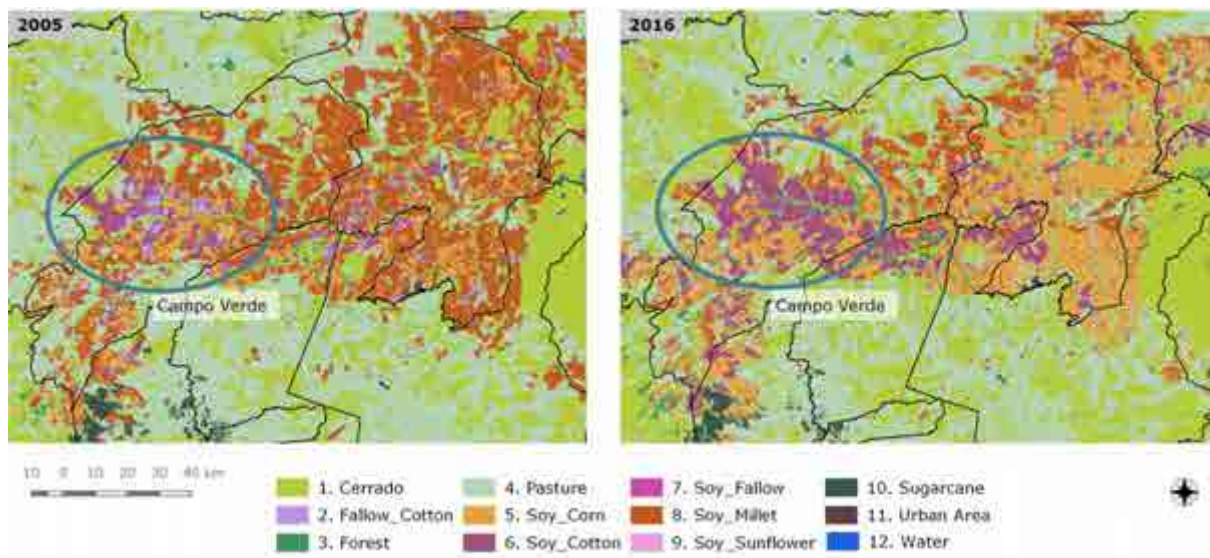 2005
2016
Campo Verde
Campo Verde
10 0 10 20 30 40 km
1. Cerrado
4. Pasture
7. Soy_Fallow
10. Sugarcane
2. Fallow_Cotton
5. Soy_Corn
8. Soy_Millet
11. Urban Area
3. Forest
6. Soy_Cotton
9. Soy_Sunflower
12. Water